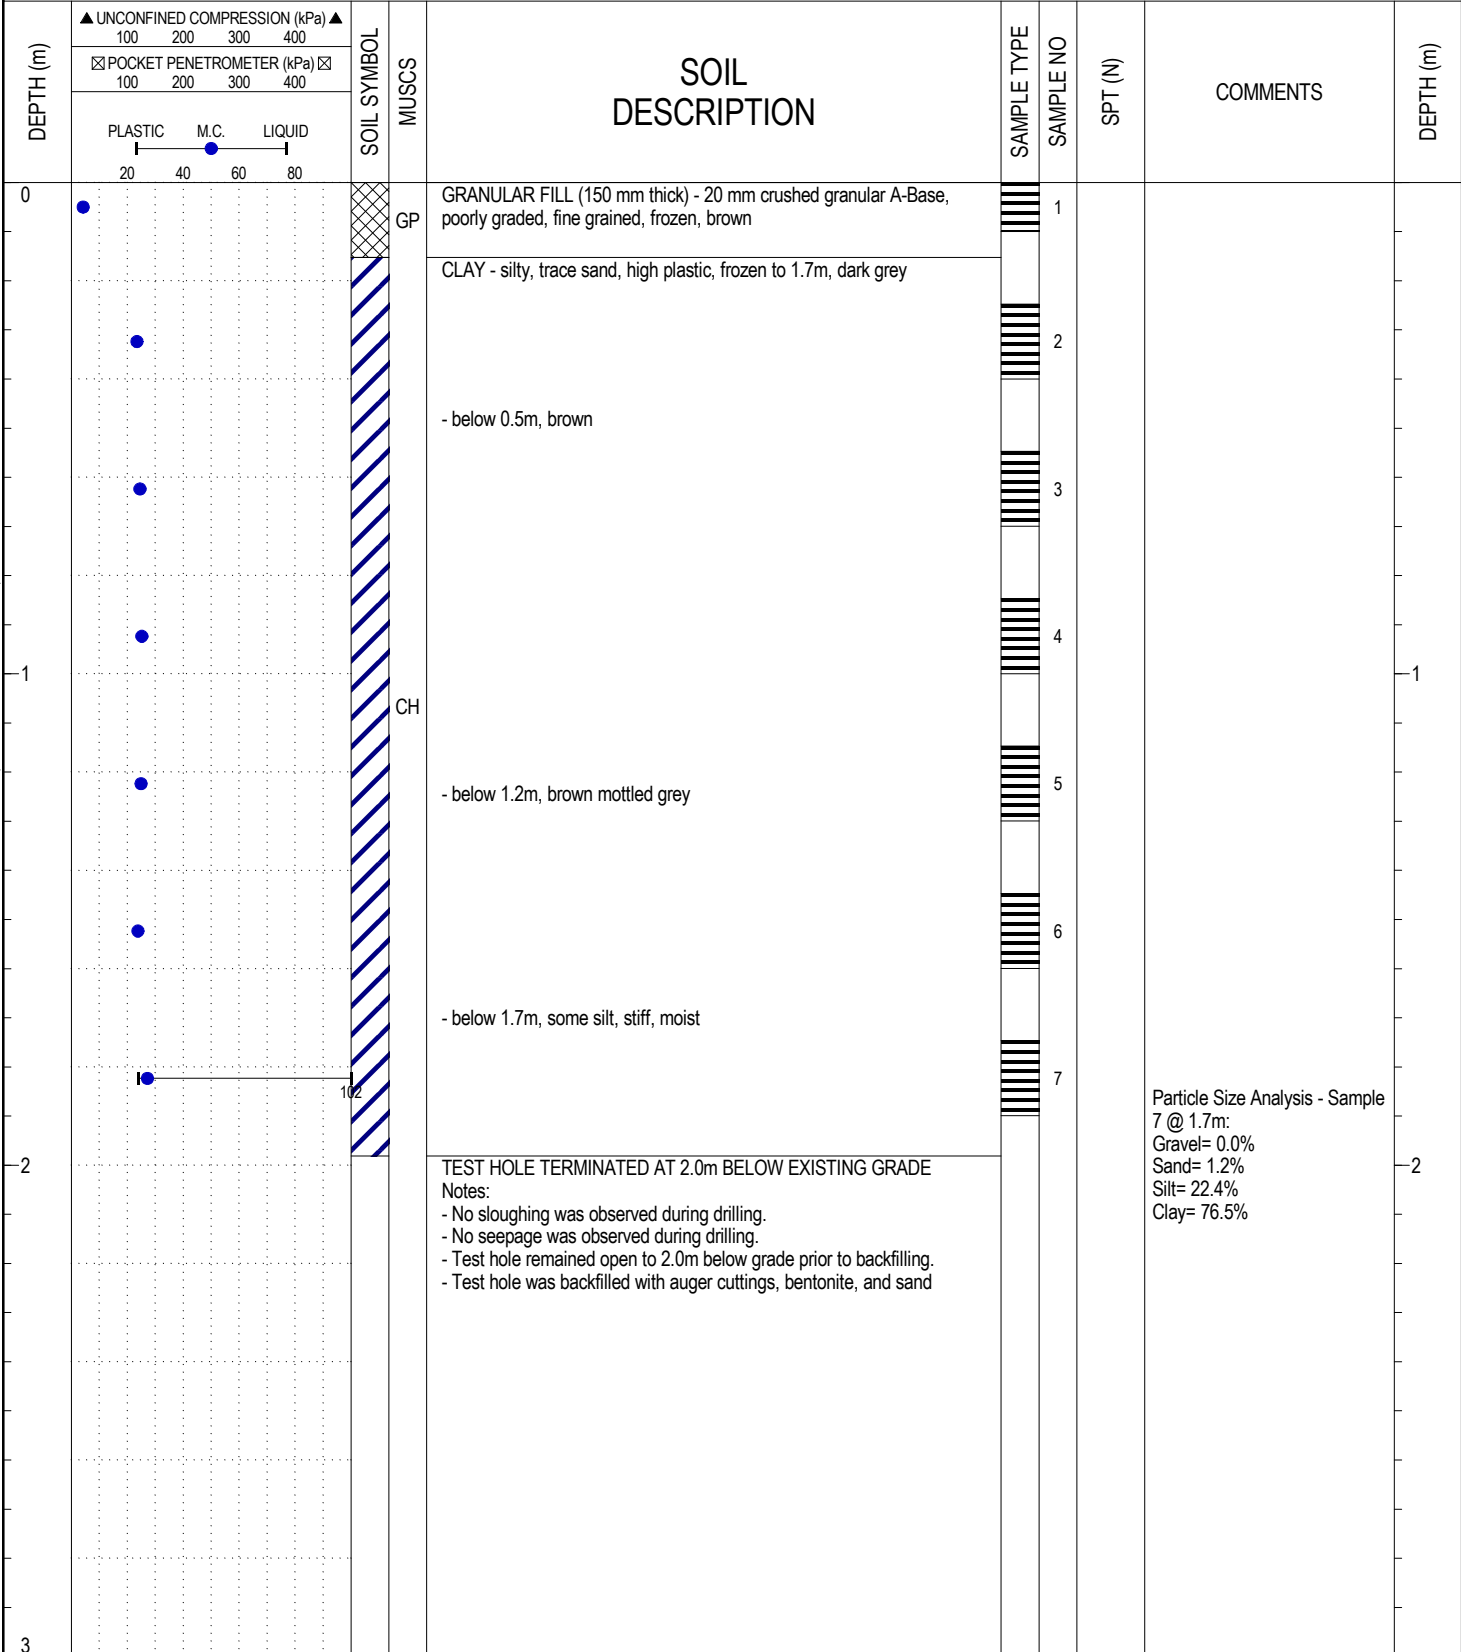 DEPTH (m)
▲ UNCONFINED COMPRESSION (kPa) ▲
100 200 300 400
☒ POCKET PENETROMETER (kPa) ☒
100 200 300 400
PLASTIC M.C. LIQUID
20 40 60 80
SOIL SYMBOL
MUSCS
SOIL
DESCRIPTION
SAMPLE TYPE
SAMPLE NO
SPT (N)
COMMENTS
DEPTH (m)
0
GP
GRANULAR FILL (150 mm thick) - 20 mm crushed granular A-Base,
poorly graded, fine grained, frozen, brown
1
CLAY - silty, trace sand, high plastic, frozen to 1.7m, dark grey
2
- below 0.5m, brown
3
4
1
1
CH
5
- below 1.2m, brown mottled grey
6
- below 1.7m, some silt, stiff, moist
7
102
Particle Size Analysis - Sample
7 @ 1.7m:
Gravel= 0.0%
Sand= 1.2%
Silt= 22.4%
Clay= 76.5%
2
2
TEST HOLE TERMINATED AT 2.0m BELOW EXISTING GRADE
Notes:
- No sloughing was observed during drilling.
- No seepage was observed during drilling.
- Test hole remained open to 2.0m below grade prior to backfilling.
- Test hole was backfilled with auger cuttings, bentonite, and sand
3